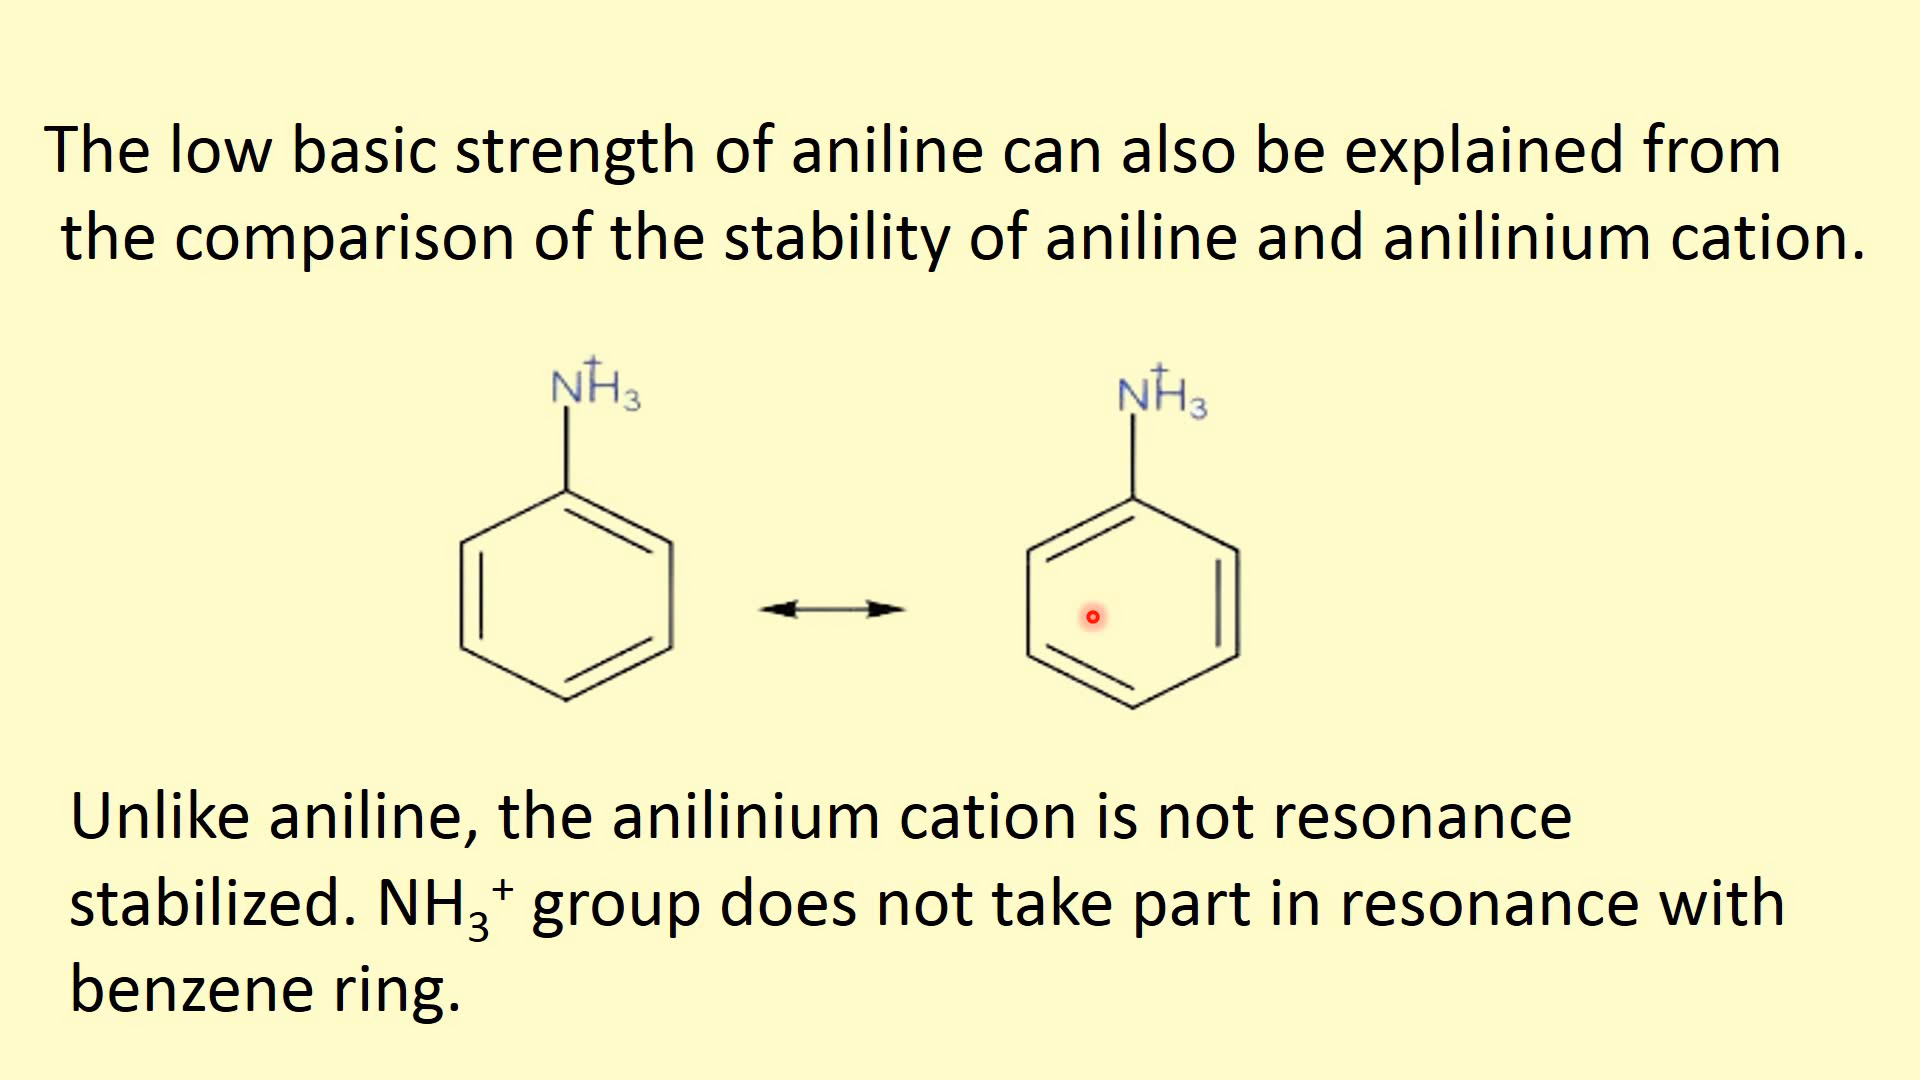 The low basic strength of aniline can also be explained from
the comparison of the stability of aniline and anilinium cation.
N⁺H₃
N⁺H₃
Unlike aniline, the anilinium cation is not resonance
stabilized. NH₃⁺ group does not take part in resonance with
benzene ring.